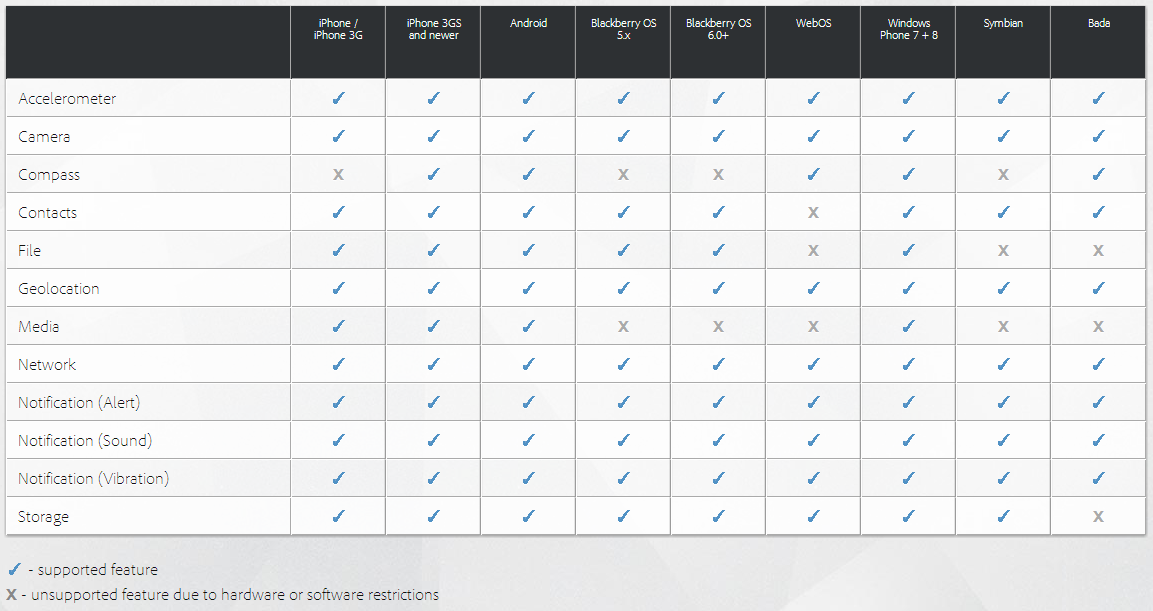 iPhone / iPhone 3G iPhone 3GS and newer Android Blackberry OS 5.x Blackberry OS 6.0+ WebOS Windows Phone 7 + 8 Symbian Bada
Accelerometer ✓ ✓ ✓ ✓ ✓ ✓ ✓ ✓ ✓
Camera ✓ ✓ ✓ ✓ ✓ ✓ ✓ ✓ ✓
Compass X ✓ ✓ X X ✓ ✓ X ✓
Contacts ✓ ✓ ✓ ✓ ✓ X ✓ ✓ ✓
File ✓ ✓ ✓ ✓ ✓ X ✓ X X
Geolocation ✓ ✓ ✓ ✓ ✓ ✓ ✓ ✓ ✓
Media ✓ ✓ ✓ X X X ✓ X X
Network ✓ ✓ ✓ ✓ ✓ ✓ ✓ ✓ ✓
Notification (Alert) ✓ ✓ ✓ ✓ ✓ ✓ ✓ ✓ ✓
Notification (Sound) ✓ ✓ ✓ ✓ ✓ ✓ ✓ ✓ ✓
Notification (Vibration) ✓ ✓ ✓ ✓ ✓ ✓ ✓ ✓ ✓
Storage ✓ ✓ ✓ ✓ ✓ ✓ ✓ ✓ X
✓ - supported feature
X - unsupported feature due to hardware or software restrictions